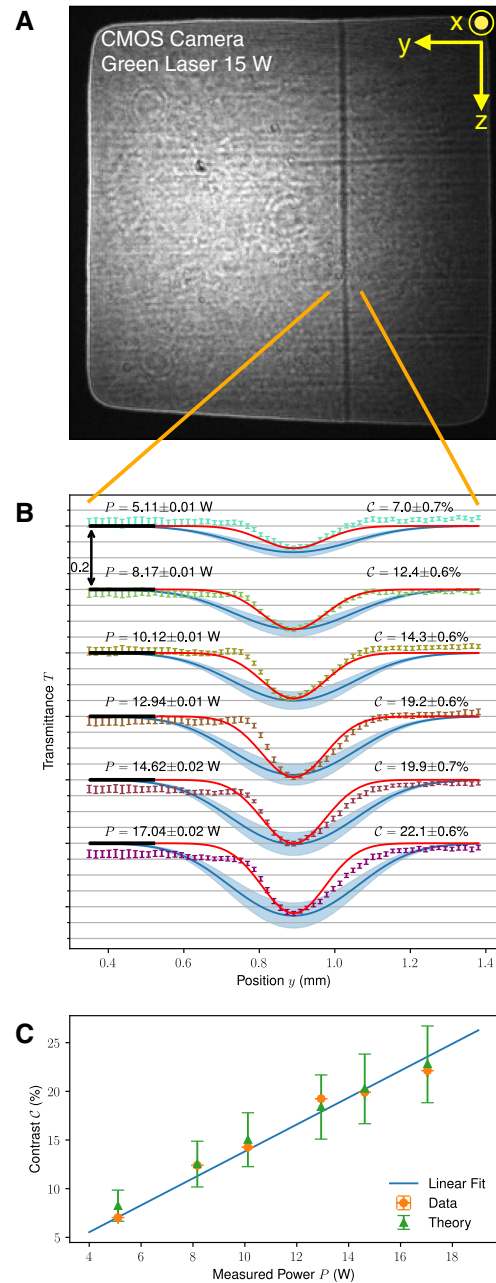 A
CMOS Camera
Green Laser 15 W
x
y
z
B
P = 5.11±0.01 W
C = 7.0±0.7%
0.2
P = 8.17±0.01 W
C = 12.4±0.6%
P = 10.12±0.01 W
C = 14.3±0.6%
P = 12.94±0.01 W
C = 19.2±0.6%
P = 14.62±0.02 W
C = 19.9±0.7%
P = 17.04±0.02 W
C = 22.1±0.6%
Transmittance T
0.4 0.6 0.8 1.0 1.2 1.4
Position y (mm)
C
25
20
15
10
5
Contrast C (%)
Linear Fit
Data
Theory
4 6 8 10 12 14 16 18
Measured Power P (W)